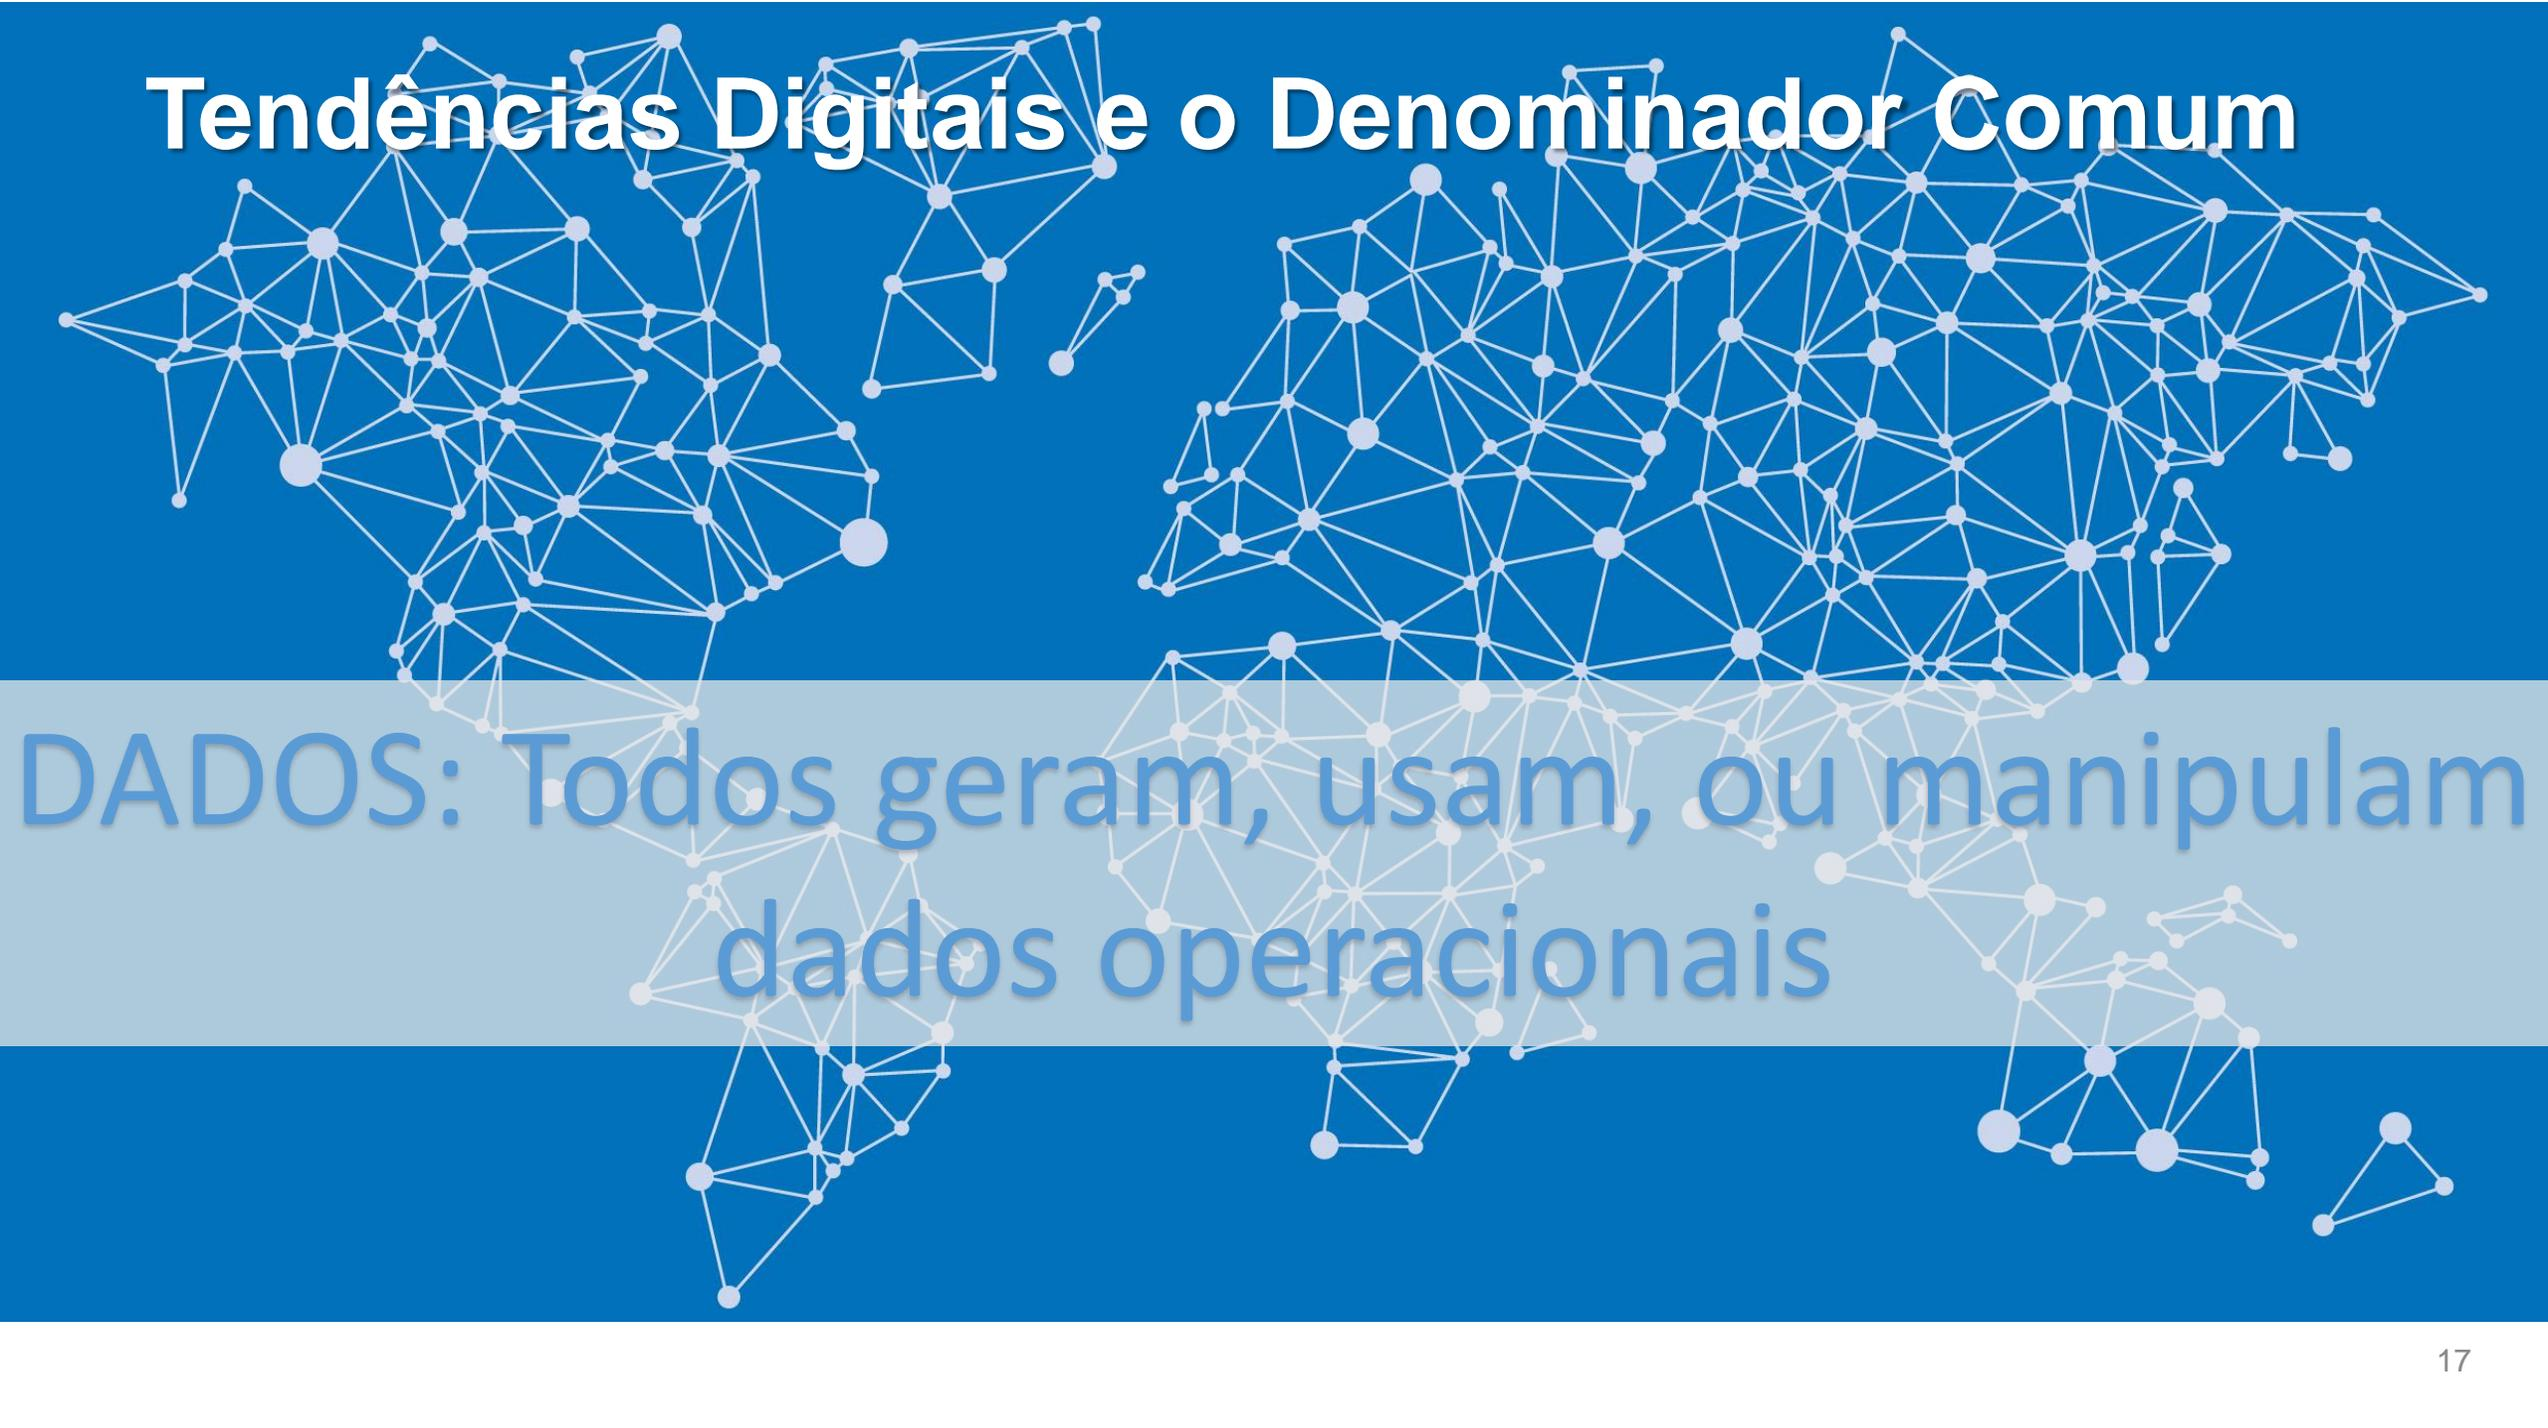 Tendências Digitais e o Denominador Comum
DADOS: Todos geram, usam, ou manipulam
dados operacionais
17